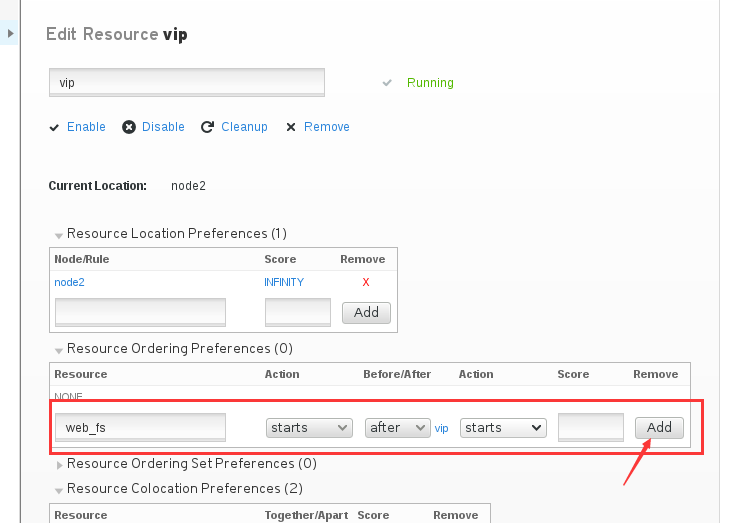 Edit Resource vip
vip Running
Enable Disable Cleanup Remove
Current Location: node2
Resource Location Preferences (1)
Node/Rule Score Remove
node2 INFINITY X
Add
Resource Ordering Preferences (0)
Resource Action Before/After Action Score Remove
NONE
web_fs starts after vip starts Add
Resource Ordering Set Preferences (0)
Resource Colocation Preferences (2)
Resource Together/Apart Score Remove